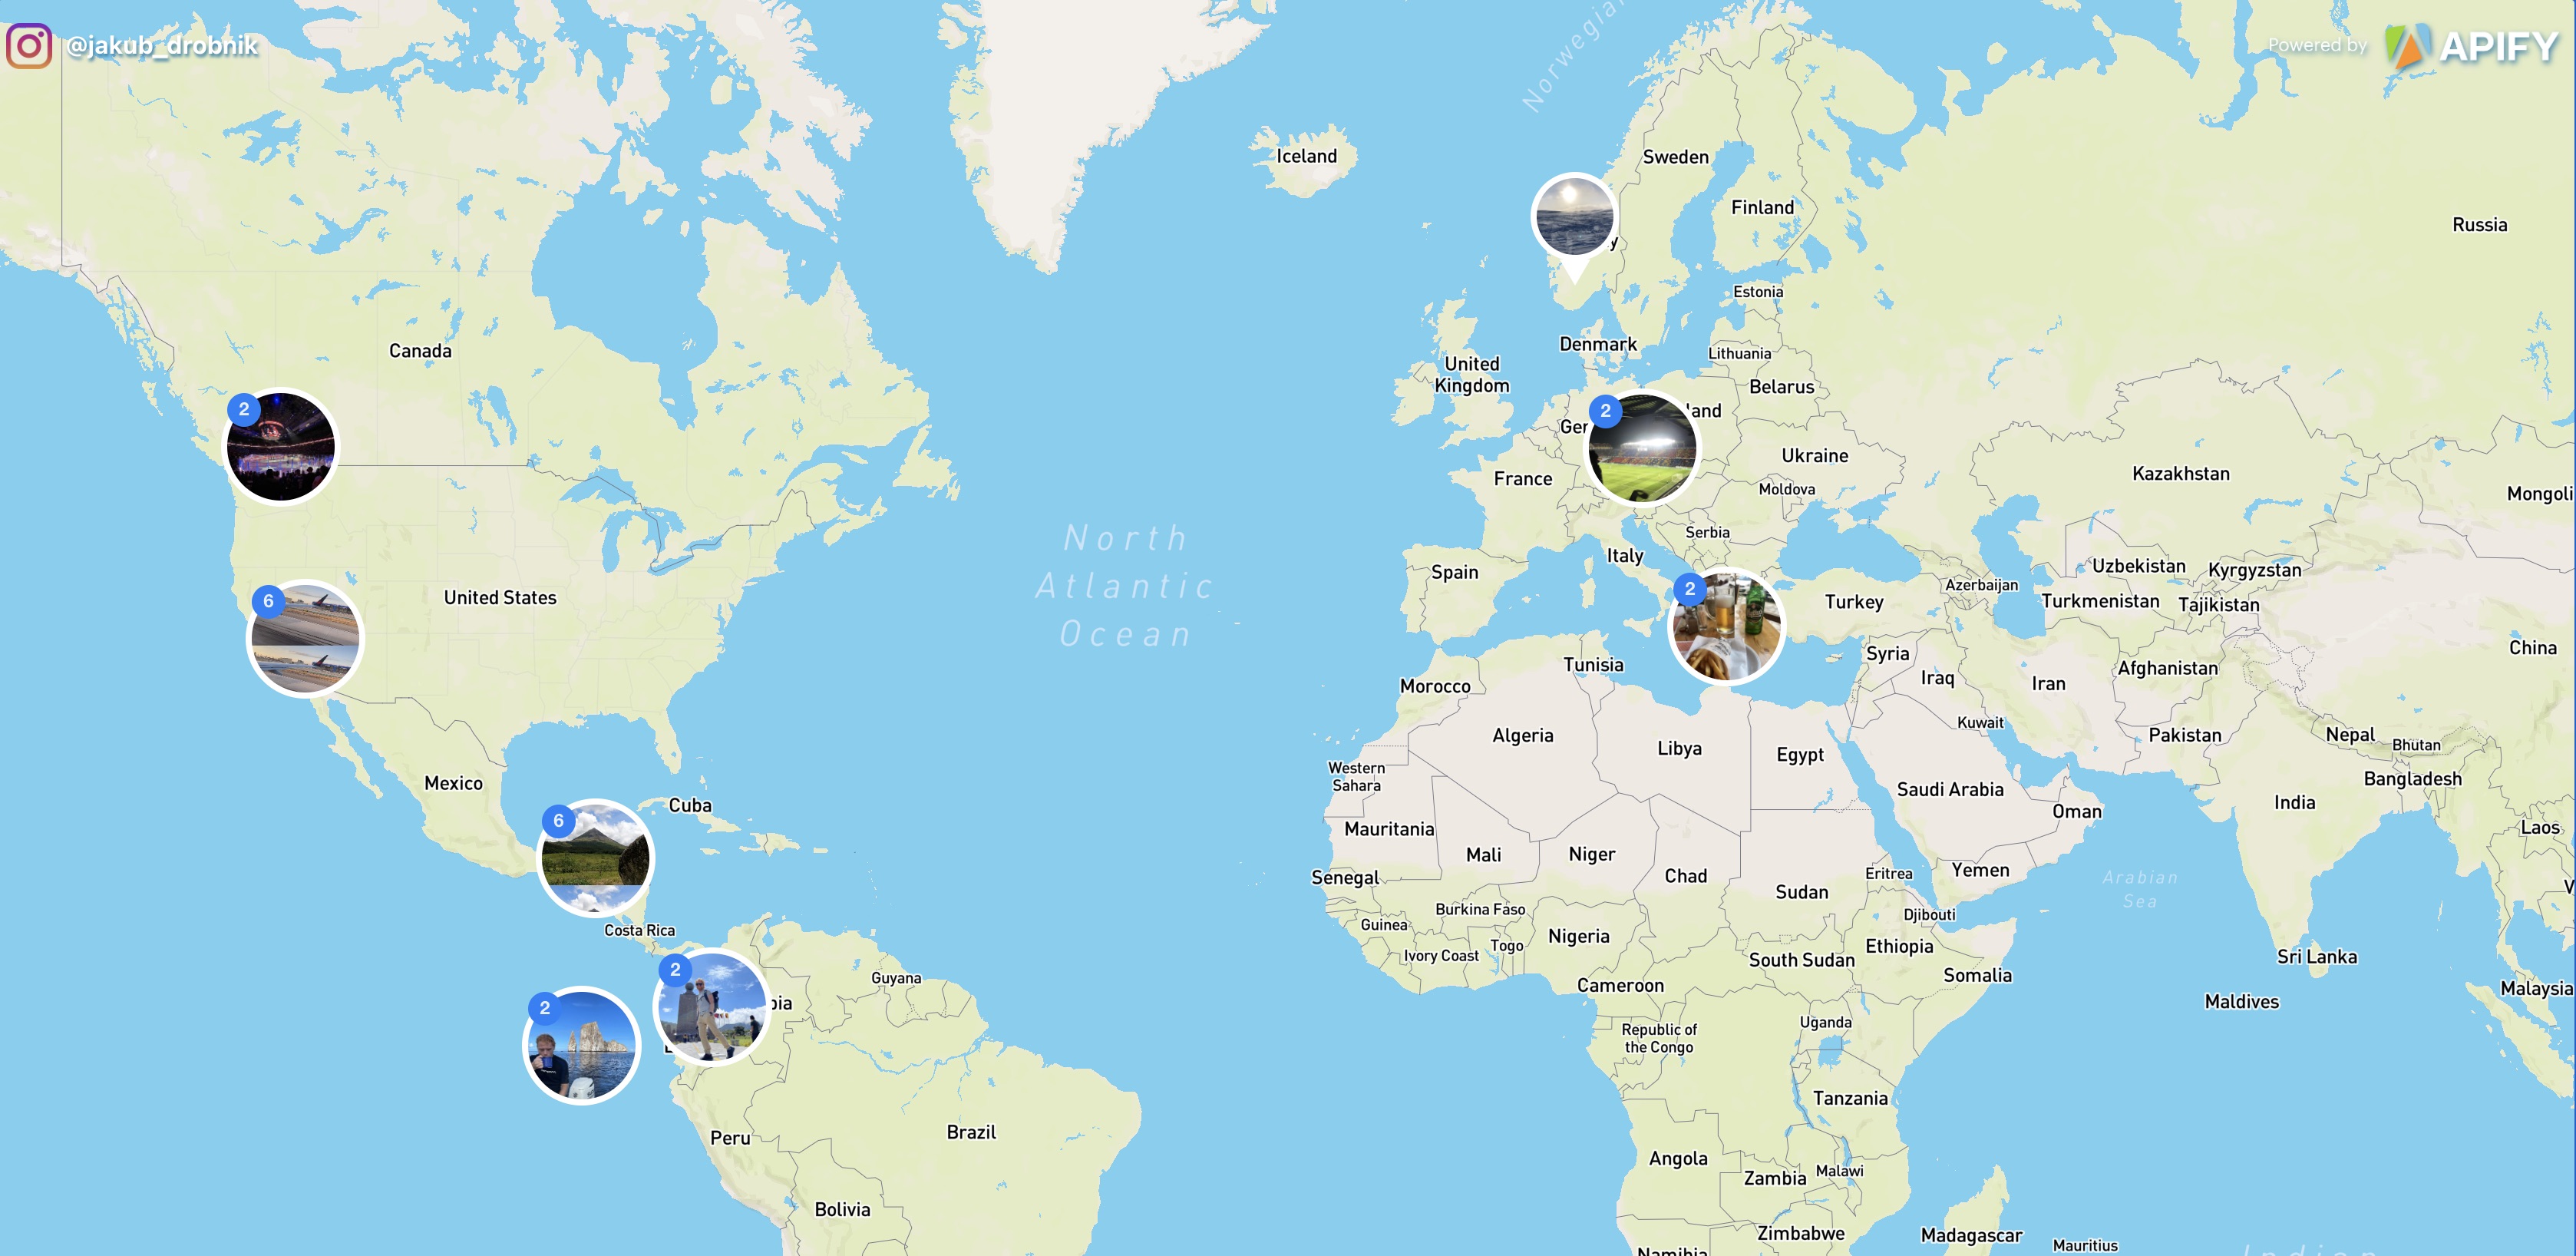 @jakub_drobnik
Powered by APIFY
Norwegian
Iceland
Sweden
Finland
Russia
Estonia
Canada
Denmark
Lithuania
United
Kingdom
Belarus
2
2
land
Ger
Ukraine
France
Kazakhstan
Moldova
Mongoli
North
Atlantic
Ocean
Serbia
Italy
Spain
Uzbekistan
Kyrgyzstan
Azerbaijan
6
United States
2
Turkey
Turkmenistan
Tajikistan
China
Tunisia
Syria
Afghanistan
Morocco
Iraq
Iran
Kuwait
Algeria
Libya
Egypt
Pakistan
Nepal
Bhutan
Mexico
Western
Sahara
Bangladesh
Saudi Arabia
Cuba
India
Oman
6
Mauritania
Laos
Mali
Niger
Senegal
Chad
Eritrea
Yemen
Arabian
Sea
Sudan
Burkina Faso
Djibouti
Costa Rica
Guinea
Nigeria
Togo
Ivory Coast
Ethiopia
South Sudan
Sri Lanka
2
Guyana
Cameroon
Somalia
Malaysia
2
bia
Maldives
Uganda
Republic of
the Congo
Tanzania
Peru
Brazil
Angola
Zambia
Malawi
Bolivia
Zimbabwe
Madagascar
Mauritius
Namibia
Indian